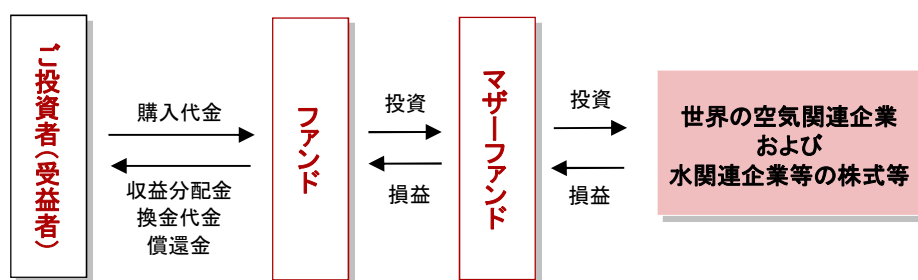 ご投資者(受益者)
購入代金
収益分配金
換金代金
償還金
ファンド
投資
損益
マザーファンド
投資
損益
世界の空気関連企業
および
水関連企業等の株式等